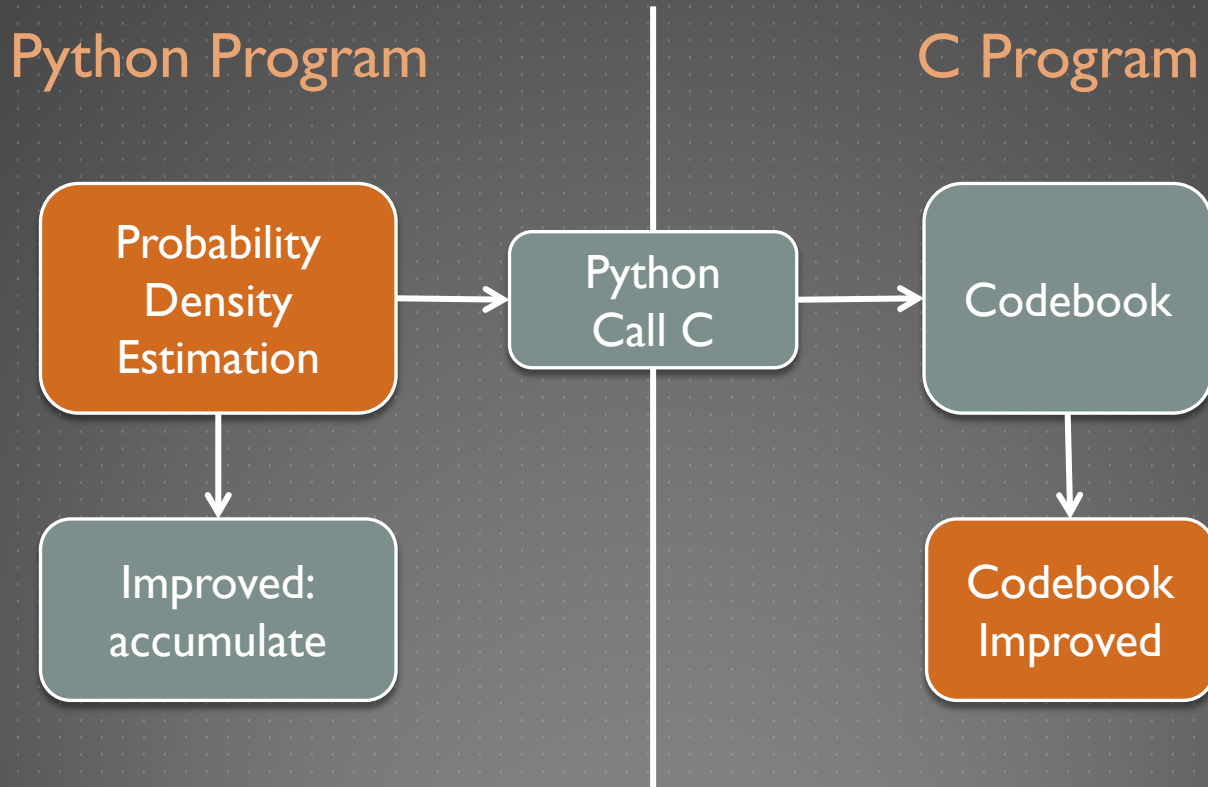 Python Program
C Program
Probability
Density
Estimation
Python
Call C
Codebook
Improved:
accumulate
Codebook
Improved